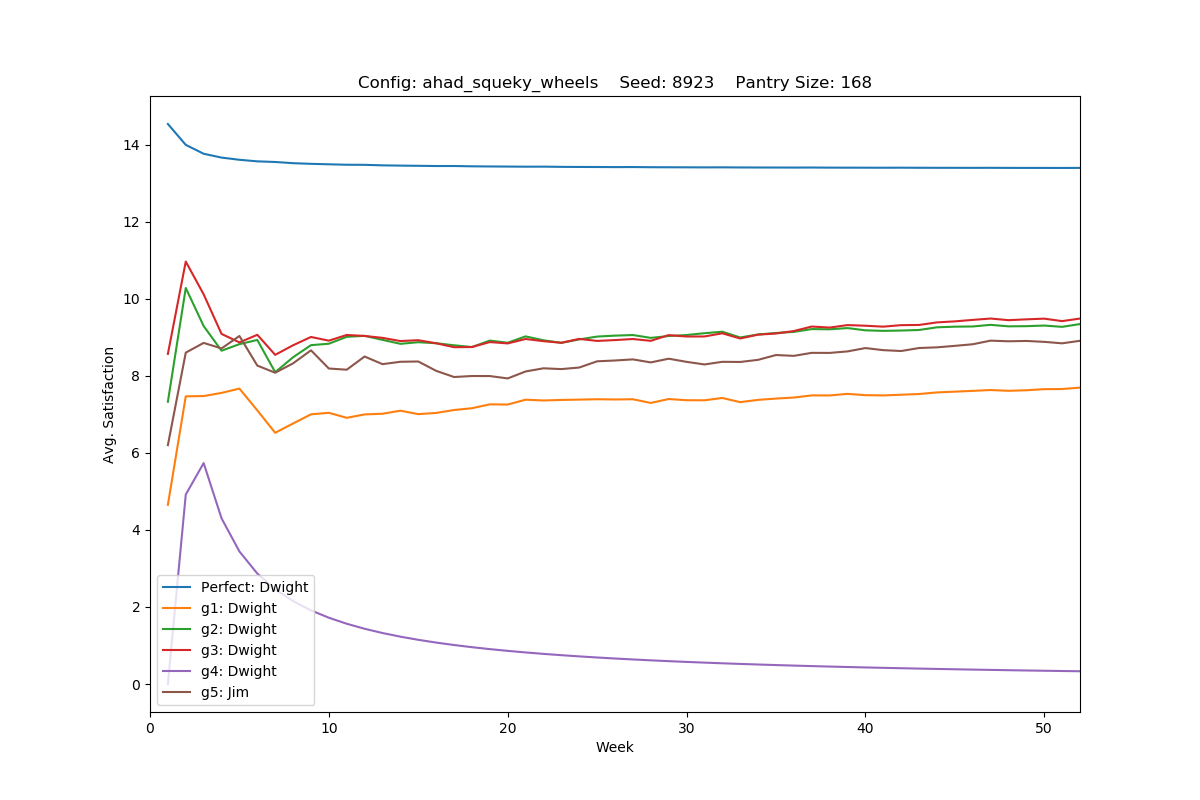 Config: ahad_squeky_wheels    Seed: 8923    Pantry Size: 168
Avg. Satisfaction
14
12
10
8
6
4
2
0
Perfect: Dwight
g1: Dwight
g2: Dwight
g3: Dwight
g4: Dwight
g5: Jim
0 10 20 30 40 50
Week